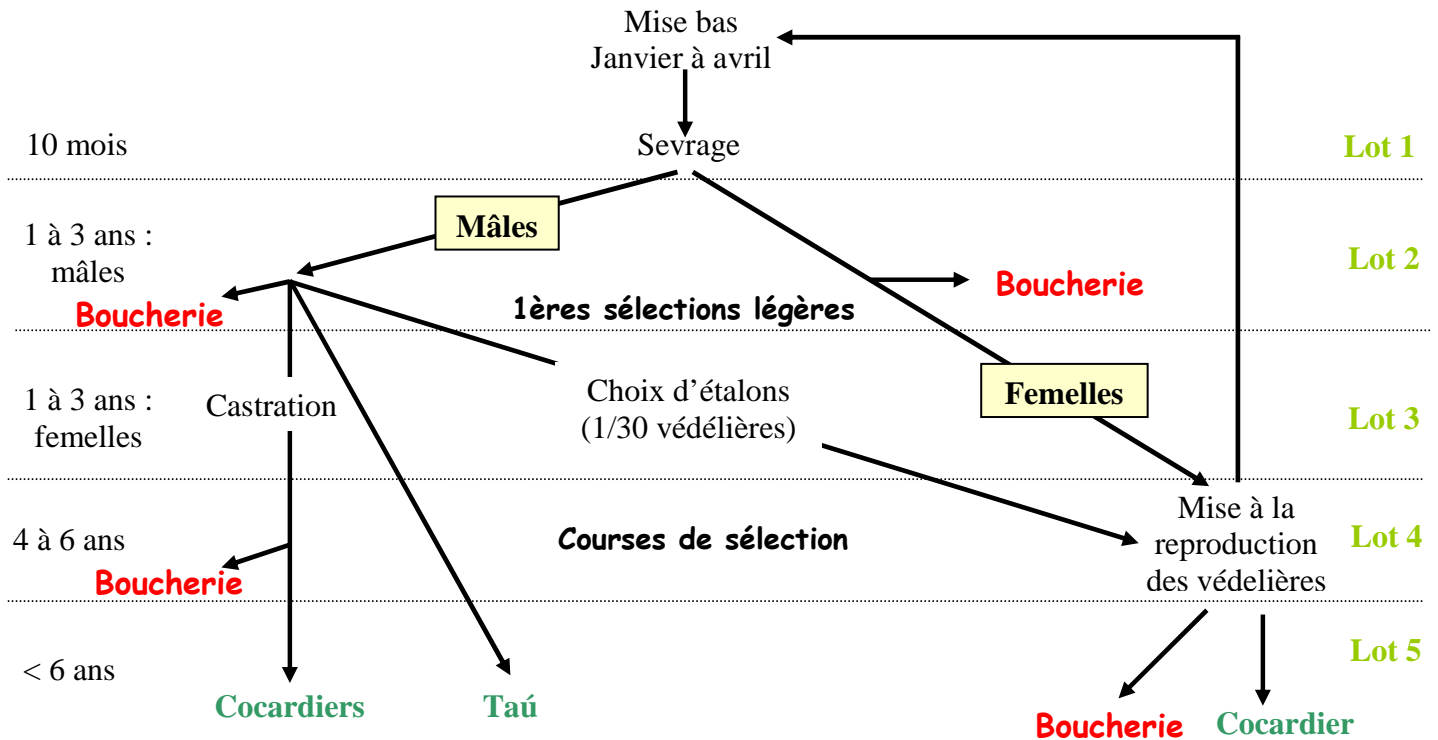 Mise bas
Janvier à avril
10 mois
Sevrage
Lot 1
Mâles
1 à 3 ans :
mâles
Lot 2
Boucherie
Boucherie
1ères sélections légères
1 à 3 ans :
femelles
Castration
Choix d’étalons
(1/30 védélières)
Femelles
Lot 3
4 à 6 ans
Boucherie
Courses de sélection
Mise à la
reproduction
des védelières
Lot 4
< 6 ans
Lot 5
Cocardiers
Taú
Boucherie
Cocardier